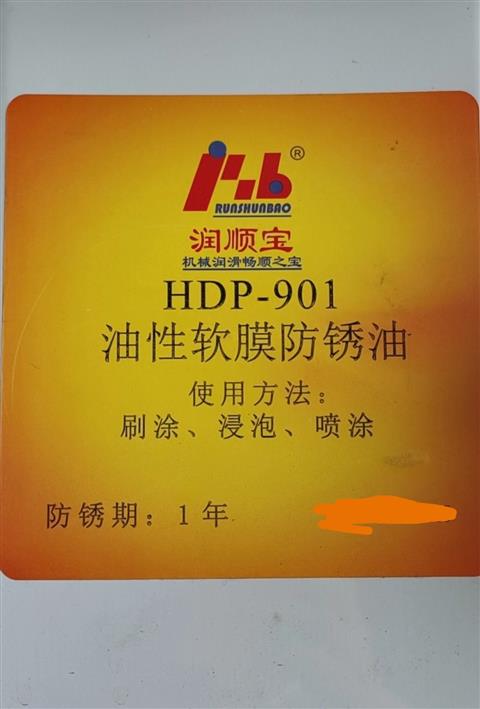 ®
RUNSHUNBAO
润顺宝
机械润滑畅顺之宝
HDP-901
油性软膜防锈油
使用方法：
刷涂、浸泡、喷涂
防锈期：1年